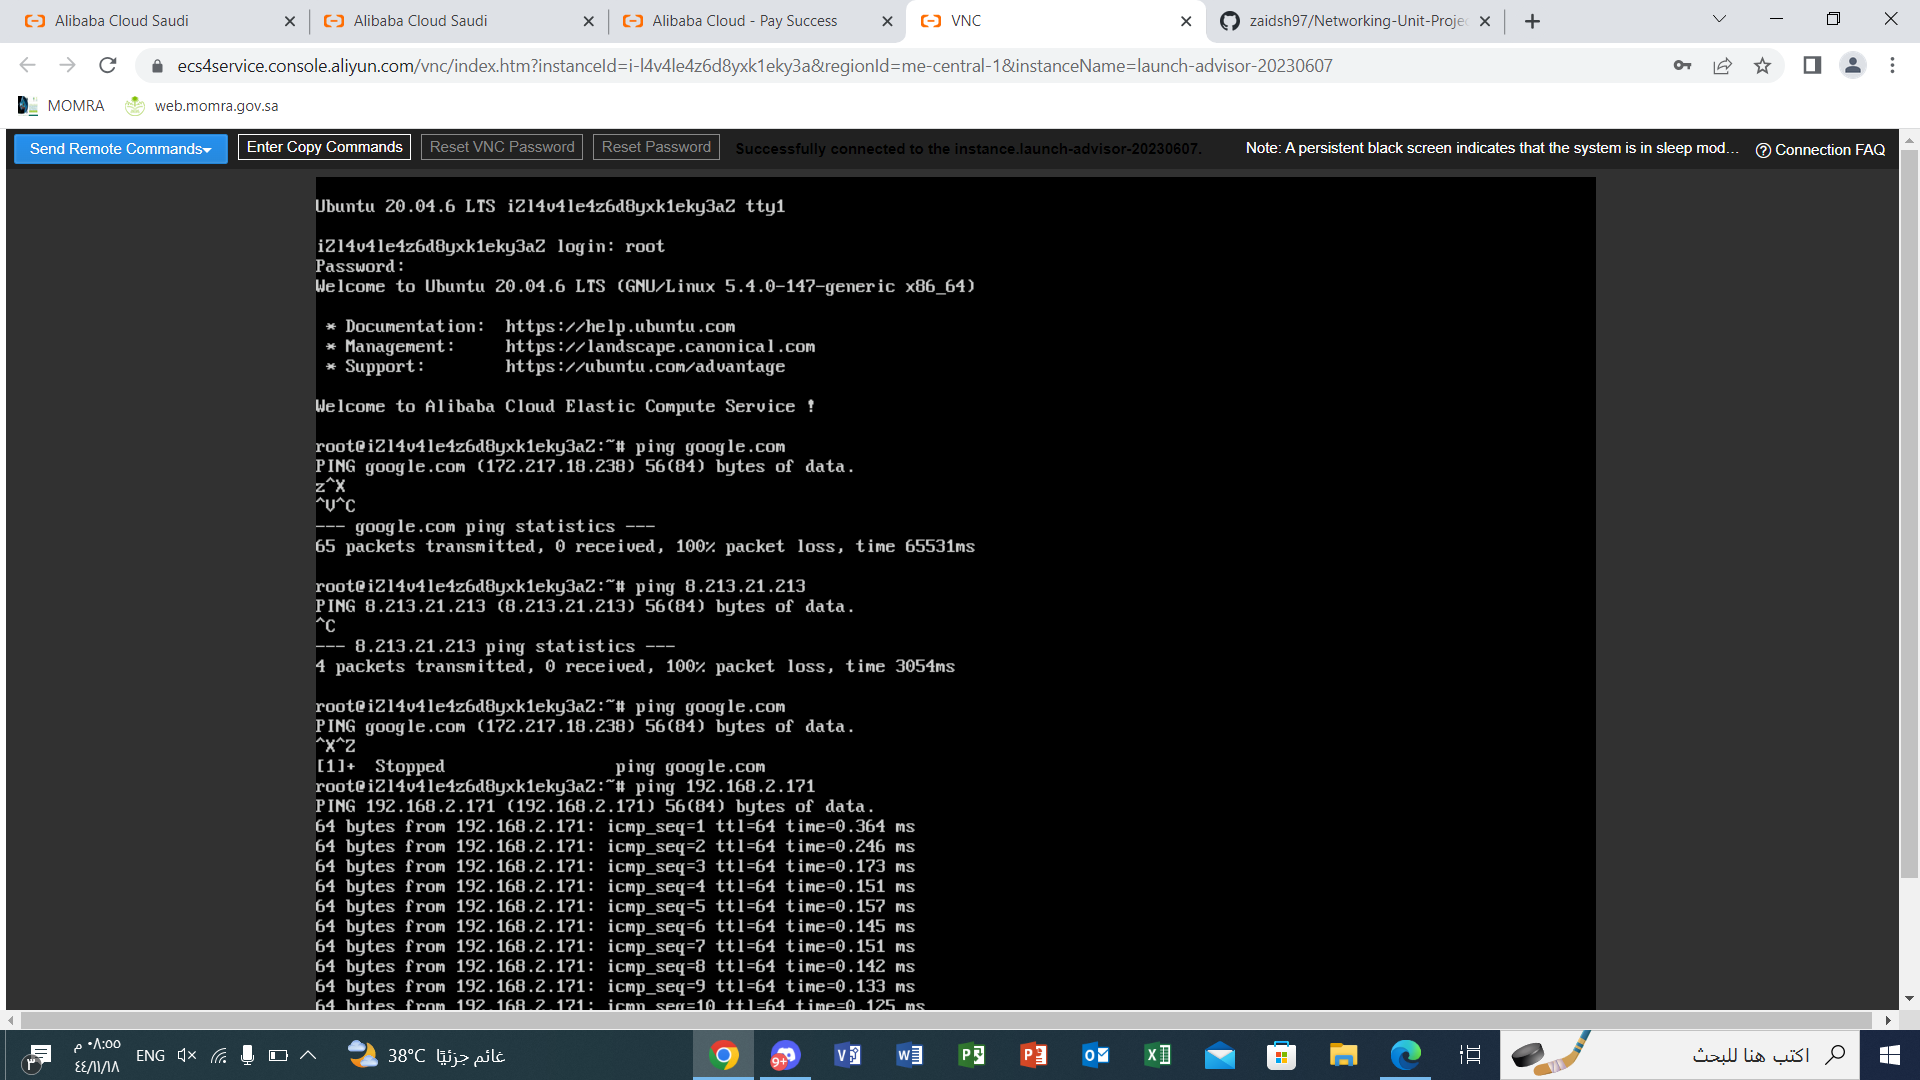 Alibaba Cloud Saudi
Alibaba Cloud Saudi
Alibaba Cloud - Pay Success
VNC
zaidsh97/Networking-Unit-Proje
ecs4service.console.aliyun.com/vnc/index.htm?instanceId=i-l4v4le4z6d8yxk1eky3a&regionId=me-central-1&instanceName=launch-advisor-20230607
MOMRA
web.momra.gov.sa
Send Remote Commands
Enter Copy Commands
Reset VNC Password
Reset Password
Successfully connected to the instance.launch-advisor-20230607.
Note: A persistent black screen indicates that the system is in sleep mod...
Connection FAQ
Ubuntu 20.04.6 LTS iZl4v4le4z6d8yxk1eky3aZ tty1
iZl4v4le4z6d8yxk1eky3aZ login: root
Password:
Welcome to Ubuntu 20.04.6 LTS (GNU/Linux 5.4.0-147-generic x86_64)
* Documentation: https://help.ubuntu.com
* Management: https://landscape.canonical.com
* Support: https://ubuntu.com/advantage
Welcome to Alibaba Cloud Elastic Compute Service !
root@iZl4v4le4z6d8yxk1eky3aZ:~# ping google.com
PING google.com (172.217.18.238) 56(84) bytes of data.
z^X
^V^C
--- google.com ping statistics ---
65 packets transmitted, 0 received, 100% packet loss, time 65531ms
root@iZl4v4le4z6d8yxk1eky3aZ:~# ping 8.213.21.213
PING 8.213.21.213 (8.213.21.213) 56(84) bytes of data.
^C
--- 8.213.21.213 ping statistics ---
4 packets transmitted, 0 received, 100% packet loss, time 3054ms
root@iZl4v4le4z6d8yxk1eky3aZ:~# ping google.com
PING google.com (172.217.18.238) 56(84) bytes of data.
^X^Z
[1]+ Stopped ping google.com
root@iZl4v4le4z6d8yxk1eky3aZ:~# ping 192.168.2.171
PING 192.168.2.171 (192.168.2.171) 56(84) bytes of data.
64 bytes from 192.168.2.171: icmp_seq=1 ttl=64 time=0.364 ms
64 bytes from 192.168.2.171: icmp_seq=2 ttl=64 time=0.246 ms
64 bytes from 192.168.2.171: icmp_seq=3 ttl=64 time=0.173 ms
64 bytes from 192.168.2.171: icmp_seq=4 ttl=64 time=0.151 ms
64 bytes from 192.168.2.171: icmp_seq=5 ttl=64 time=0.157 ms
64 bytes from 192.168.2.171: icmp_seq=6 ttl=64 time=0.145 ms
64 bytes from 192.168.2.171: icmp_seq=7 ttl=64 time=0.151 ms
64 bytes from 192.168.2.171: icmp_seq=8 ttl=64 time=0.142 ms
64 bytes from 192.168.2.171: icmp_seq=9 ttl=64 time=0.133 ms
64 bytes from 192.168.2.171: icmp_seq=10 ttl=64 time=0.125 ms
٣
٠٨:٥٥ م
٤٤/١١/١٨
ENG
38°C غائم جزئيًا
9+
اكتب هنا للبحث